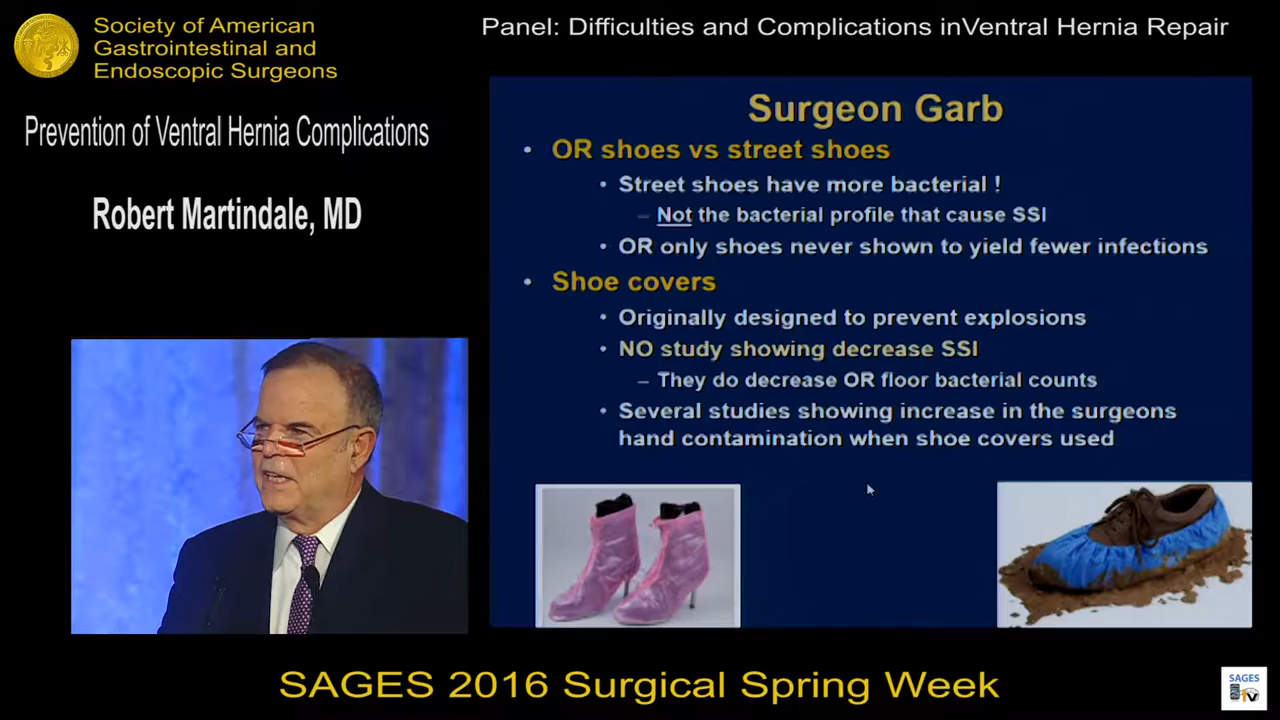 Society of American
Gastrointestinal and
Endoscopic Surgeons
Panel: Difficulties and Complications inVentral Hernia Repair
Prevention of Ventral Hernia Complications
Robert Martindale, MD
Surgeon Garb
• OR shoes vs street shoes
• Street shoes have more bacterial !
– Not the bacterial profile that cause SSI
• OR only shoes never shown to yield fewer infections
• Shoe covers
• Originally designed to prevent explosions
• NO study showing decrease SSI
– They do decrease OR floor bacterial counts
• Several studies showing increase in the surgeons
hand contamination when shoe covers used
SAGES 2016 Surgical Spring Week
SAGES
TV